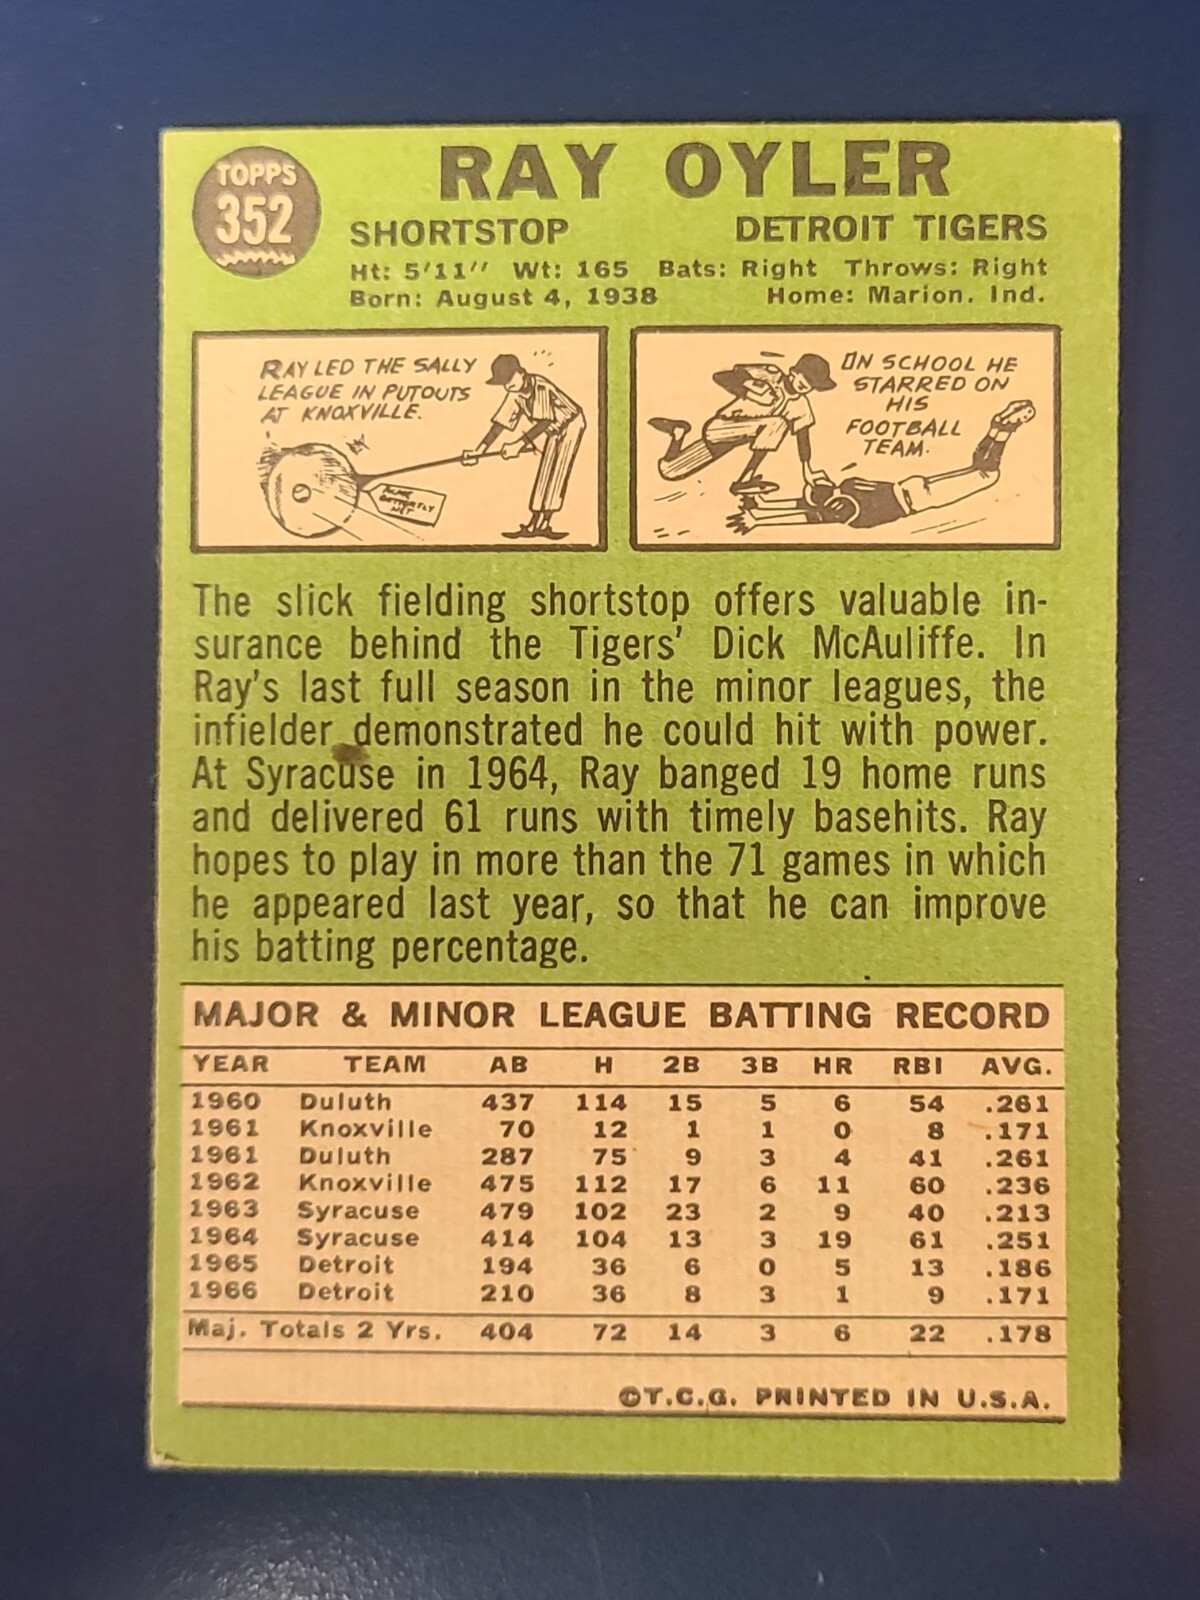 TOPPS
352
RAY OYLER
SHORTSTOP DETROIT TIGERS
Ht: 5'11" Wt: 165 Bats: Right Throws: Right
Born: August 4, 1938 Home: Marion. Ind.
RAY LED THE SALLY
LEAGUE IN PUTOUTS
AT KNOXVILLE.
BUTTERFLY
NET
IN SCHOOL HE
STARRED ON
HIS
FOOTBALL
TEAM.
The slick fielding shortstop offers valuable in-
surance behind the Tigers' Dick McAuliffe. In
Ray's last full season in the minor leagues, the
infielder demonstrated he could hit with power.
At Syracuse in 1964, Ray banged 19 home runs
and delivered 61 runs with timely basehits. Ray
hopes to play in more than the 71 games in which
he appeared last year, so that he can improve
his batting percentage.
MAJOR & MINOR LEAGUE BATTING RECORD
YEAR TEAM AB H 2B 3B HR RBI AVG.
1960 Duluth 437 114 15 5 6 54 .261
1961 Knoxville 70 12 1 1 0 8 .171
1961 Duluth 287 75 9 3 4 41 .261
1962 Knoxville 475 112 17 6 11 60 .236
1963 Syracuse 479 102 23 2 9 40 .213
1964 Syracuse 414 104 13 3 19 61 .251
1965 Detroit 194 36 6 0 5 13 .186
1966 Detroit 210 36 8 3 1 9 .171
Maj. Totals 2 Yrs. 404 72 14 3 6 22 .178
©T.C.G. PRINTED IN U.S.A.